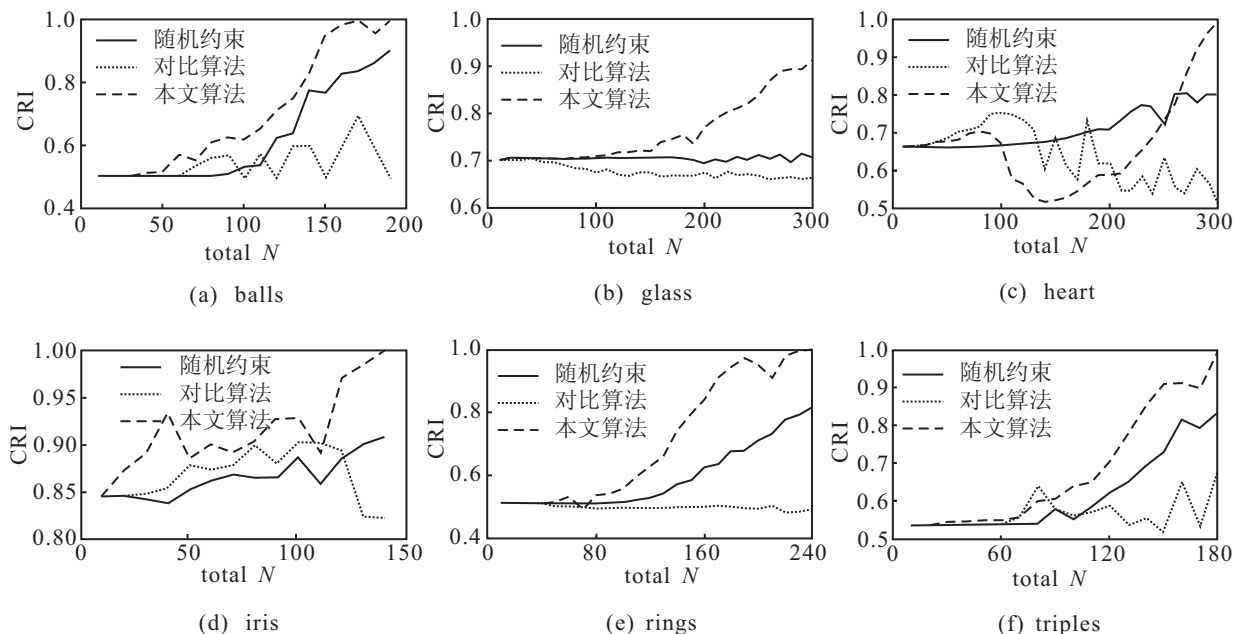 1.0
0.8
0.6
0.4
CRI
随机约束
对比算法
本文算法
0 50 100 150 200
total N
(a) balls
1.0
0.9
0.8
0.7
0.6
CRI
随机约束
对比算法
本文算法
0 100 200 300
total N
(b) glass
1.0
0.9
0.8
0.7
0.6
0.5
CRI
随机约束
对比算法
本文算法
0 100 200 300
total N
(c) heart
1.00
0.95
0.90
0.85
0.80
CRI
随机约束
对比算法
本文算法
0 50 100 150
total N
(d) iris
1.0
0.8
0.6
0.4
CRI
随机约束
对比算法
本文算法
0 80 160 240
total N
(e) rings
1.0
0.9
0.8
0.7
0.6
0.5
CRI
随机约束
对比算法
本文算法
0 60 120 180
total N
(f) triples